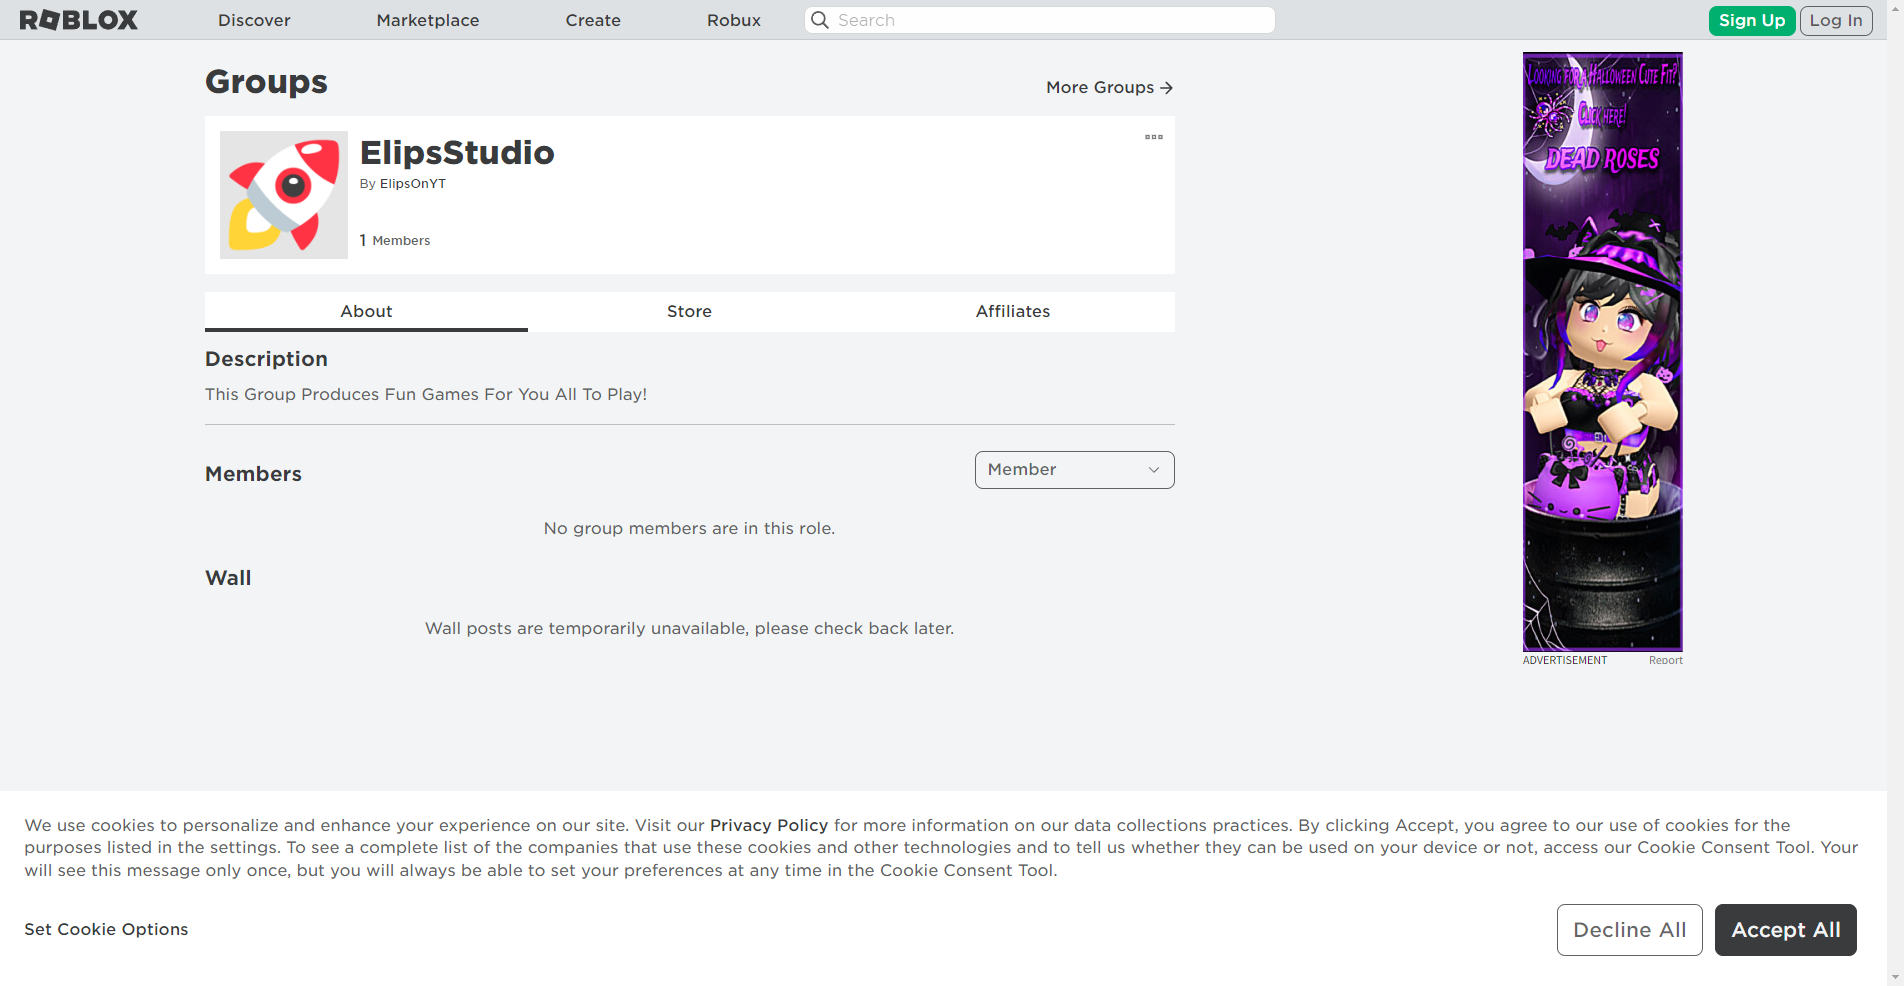 ROBLOX
Discover
Marketplace
Create
Robux
Search
Sign Up
Log In
Groups
More Groups
ElipsStudio
By ElipsOnYT
1 Members
About
Store
Affiliates
Description
This Group Produces Fun Games For You All To Play!
Members
Member
No group members are in this role.
Wall
Wall posts are temporarily unavailable, please check back later.
Looking for a Halloween Cute Fit?
Click here!
DEAD ROSES
ADVERTISEMENT
Report
We use cookies to personalize and enhance your experience on our site. Visit our Privacy Policy for more information on our data collections practices. By clicking Accept, you agree to our use of cookies for the
purposes listed in the settings. To see a complete list of the companies that use these cookies and other technologies and to tell us whether they can be used on your device or not, access our Cookie Consent Tool. Your
will see this message only once, but you will always be able to set your preferences at any time in the Cookie Consent Tool.
Set Cookie Options
Decline All
Accept All